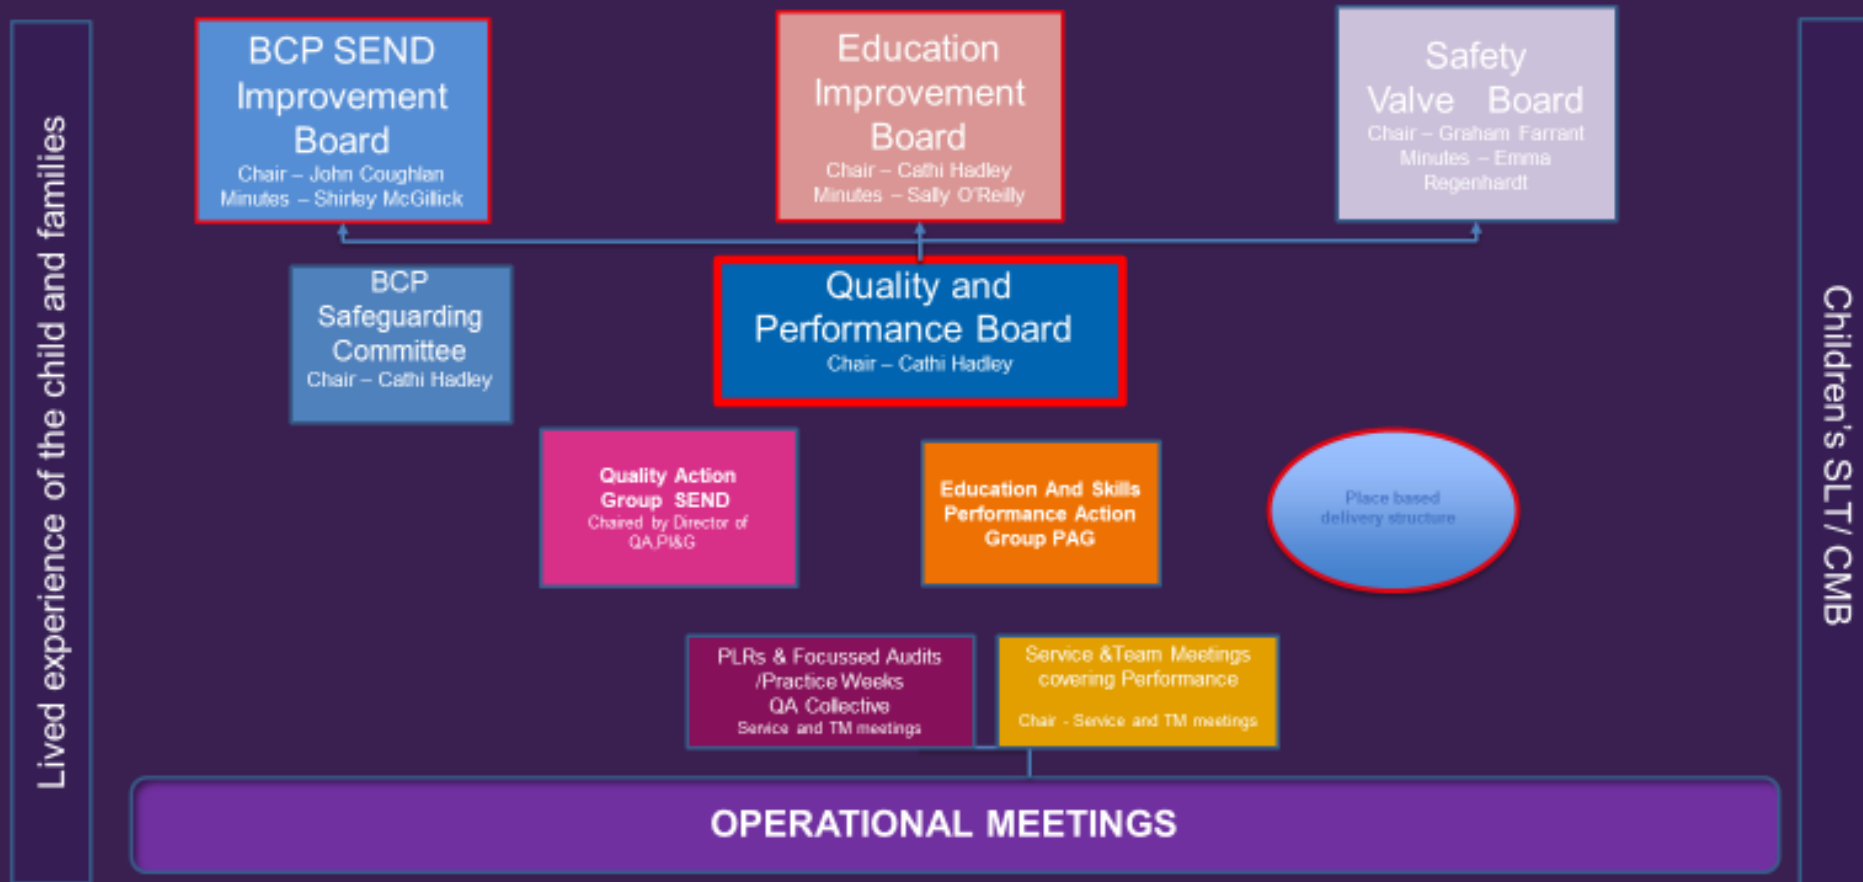 Lived experience of the child and families
BCP SEND
Improvement
Board
Chair – John Coughlan
Minutes – Shirley McGillick
Education
Improvement
Board
Chair – Cathi Hadley
Minutes – Sally O'Reilly
Safety
Valve Board
Chair – Graham Farrant
Minutes – Emma
Regenhardt
BCP
Safeguarding
Committee
Chair – Cathi Hadley
Quality and
Performance Board
Chair – Cathi Hadley
Quality Action
Group SEND
Chaired by Director of
QA,PI&G
Education And Skills
Performance Action
Group PAG
Place based
delivery structure
PLRs & Focussed Audits
/Practice Weeks
QA Collective
Service and TM meetings
Service &Team Meetings
covering Performance
Chair - Service and TM meetings
OPERATIONAL MEETINGS
Children's SLT/ CMB